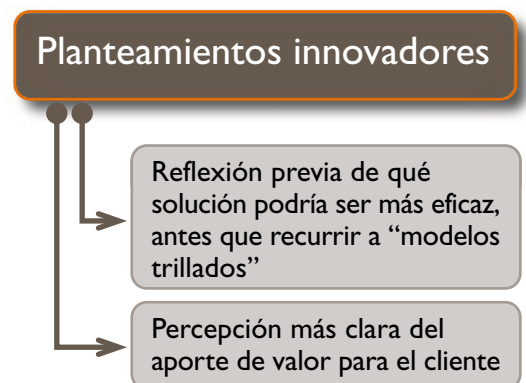 Planteamientos innovadores
Reflexión previa de qué
solución podría ser más eficaz,
antes que recurrir a “modelos
trillados”
Percepción más clara del
aporte de valor para el cliente